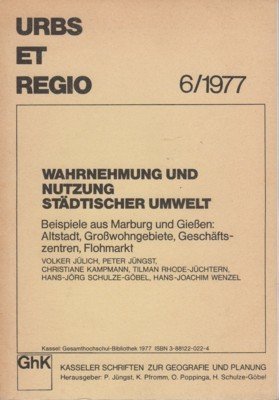 URBS
ET
REGIO
6/1977
WAHRNEHMUNG UND
NUTZUNG
STÄDTISCHER UMWELT
Beispiele aus Marburg und Gießen:
Altstadt, Großwohngebiete, Geschäfts-
zentren, Flohmarkt
VOLKER JÜLICH, PETER JÜNGST,
CHRISTIANE KAMPMANN, TILMAN RHODE-JÜCHTERN,
HANS-JÖRG SCHULZE-GÖBEL, HANS-JOACHIM WENZEL
Kassel: Gesamthochschul-Bibliothek 1977 ISBN 3-88122-022-4
GhK
KASSELER SCHRIFTEN ZUR GEOGRAFIE UND PLANUNG
Herausgeber: P. Jüngst, K. Pfromm, O. Poppinga, H. Schulze-Göbel